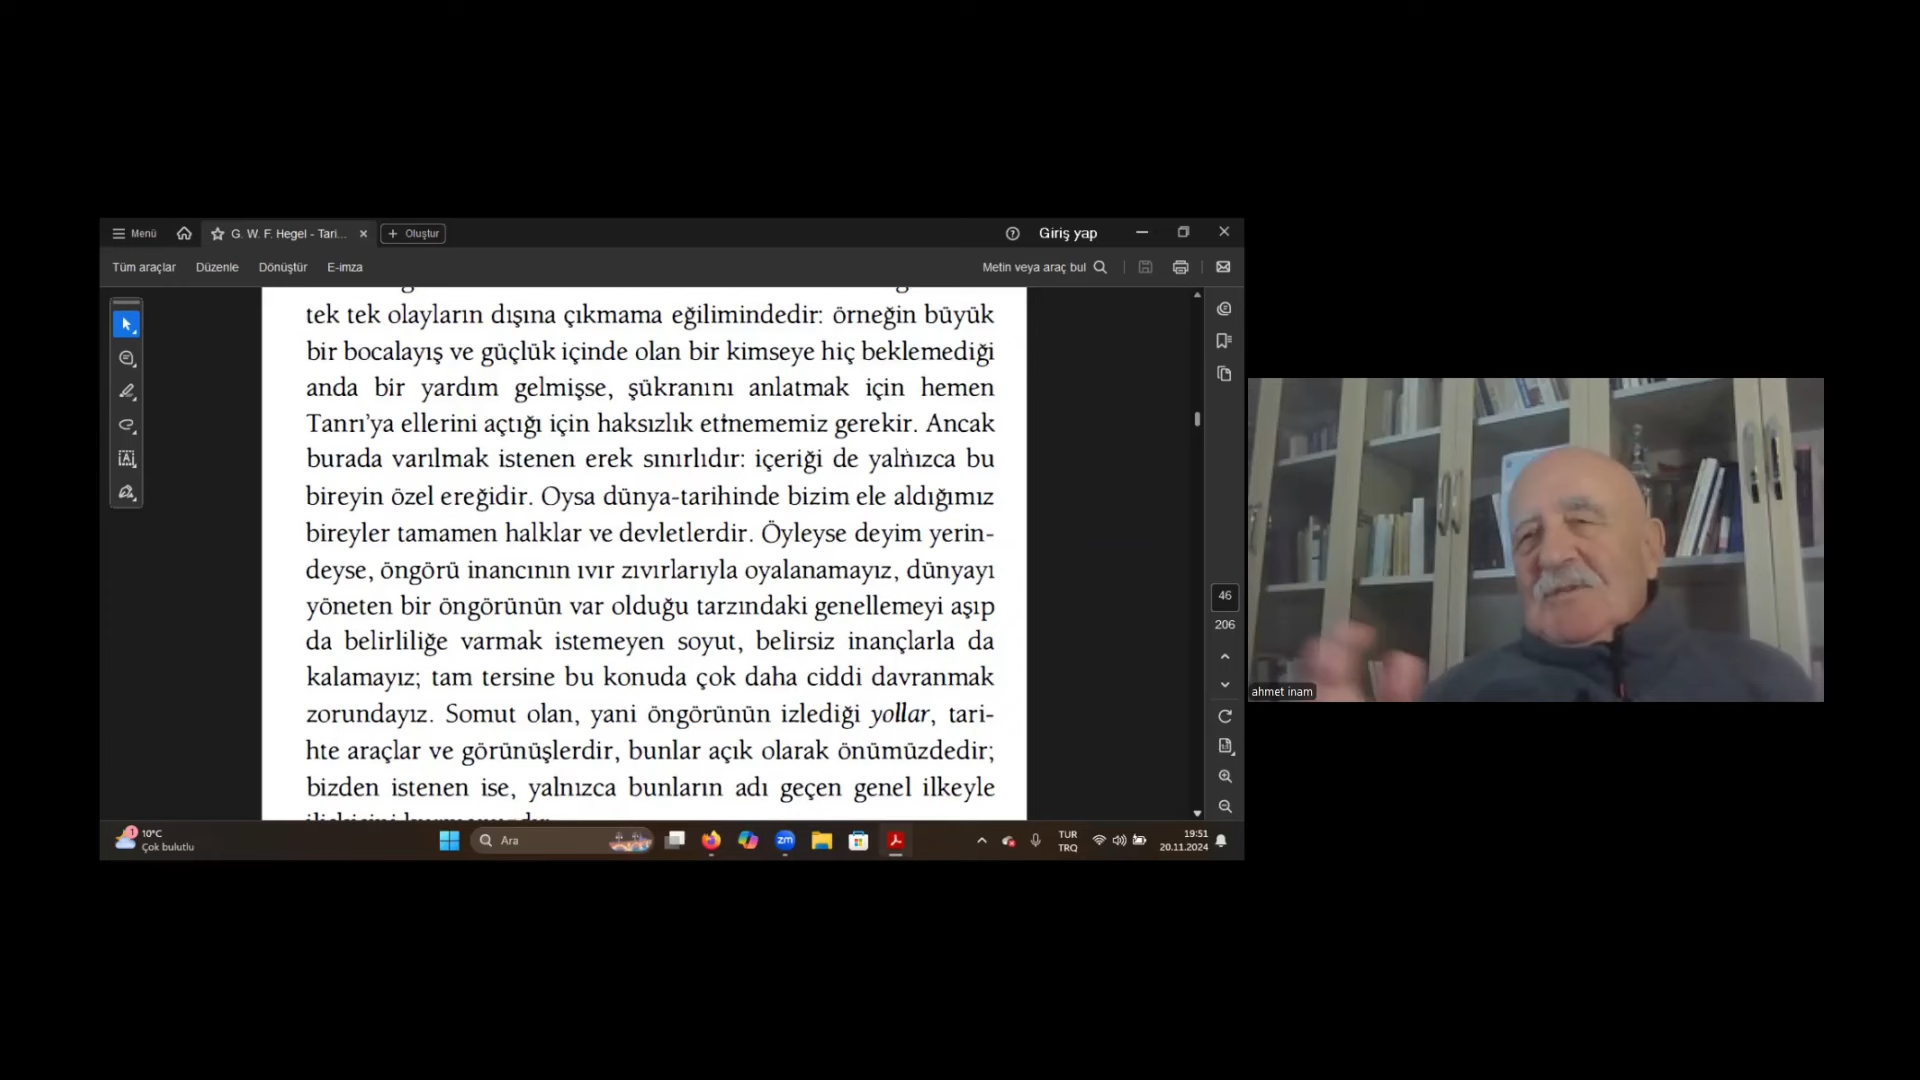 Menü
G. W. F. Hegel - Tari...
Oluştur
Giriş yap
Tüm araçlar
Düzenle
Dönüştür
E-imza
Metin veya araç bul
tek tek olayların dışına çıkmama eğilimindedir: örneğin büyük
bir bocalayış ve güçlük içinde olan bir kimseye hiç beklemediği
anda bir yardım gelmişse, şükranını anlatmak için hemen
Tanrı'ya ellerini açtığı için haksızlık etmememiz gerekir. Ancak
burada varılmak istenen erek sınırlıdır: içeriği de yalnızca bu
bireyin özel ereğidir. Oysa dünya-tarihinde bizim ele aldığımız
bireyler tamamen halklar ve devletlerdir. Öyleyse deyim yerin-
deyse, öngörü inancının ıvır zıvırlarıyla oyalanamayız, dünyayı
yöneten bir öngörünün var olduğu tarzındaki genellemeyi aşıp
da belirliliğe varmak istemeyen soyut, belirsiz inançlarla da
kalamayız; tam tersine bu konuda çok daha ciddi davranmak
zorundayız. Somut olan, yani öngörünün izlediği yollar, tari-
hte araçlar ve görünüşlerdir, bunlar açık olarak önümüzdedir;
bizden istenen ise, yalnızca bunların adı geçen genel ilkeyle
46
206
ahmet inam
1
10°C
Çok bulutlu
Ara
zm
TUR
TRQ
19:51
20.11.2024